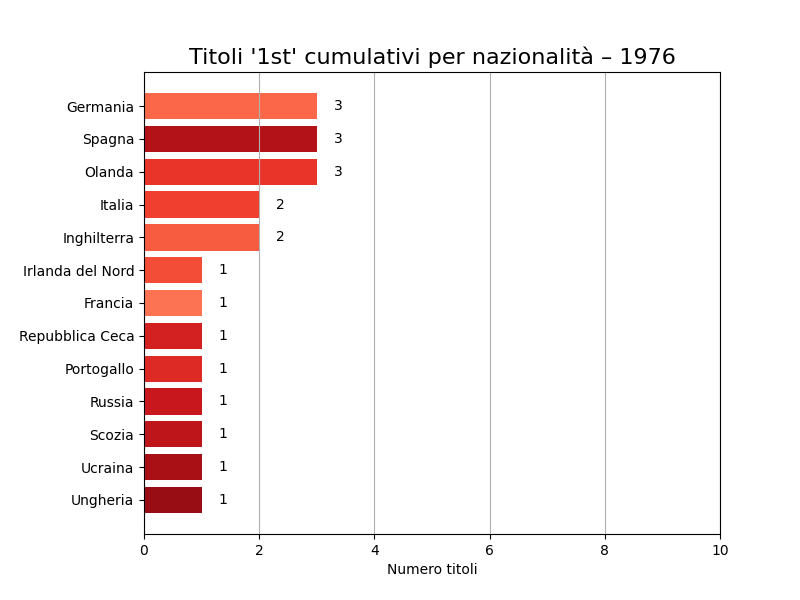 Titoli '1st' cumulativi per nazionalità – 1976
Germania 3
Spagna 3
Olanda 3
Italia 2
Inghilterra 2
Irlanda del Nord 1
Francia 1
Repubblica Ceca 1
Portogallo 1
Russia 1
Scozia 1
Ucraina 1
Ungheria 1
0 2 4 6 8 10
Numero titoli